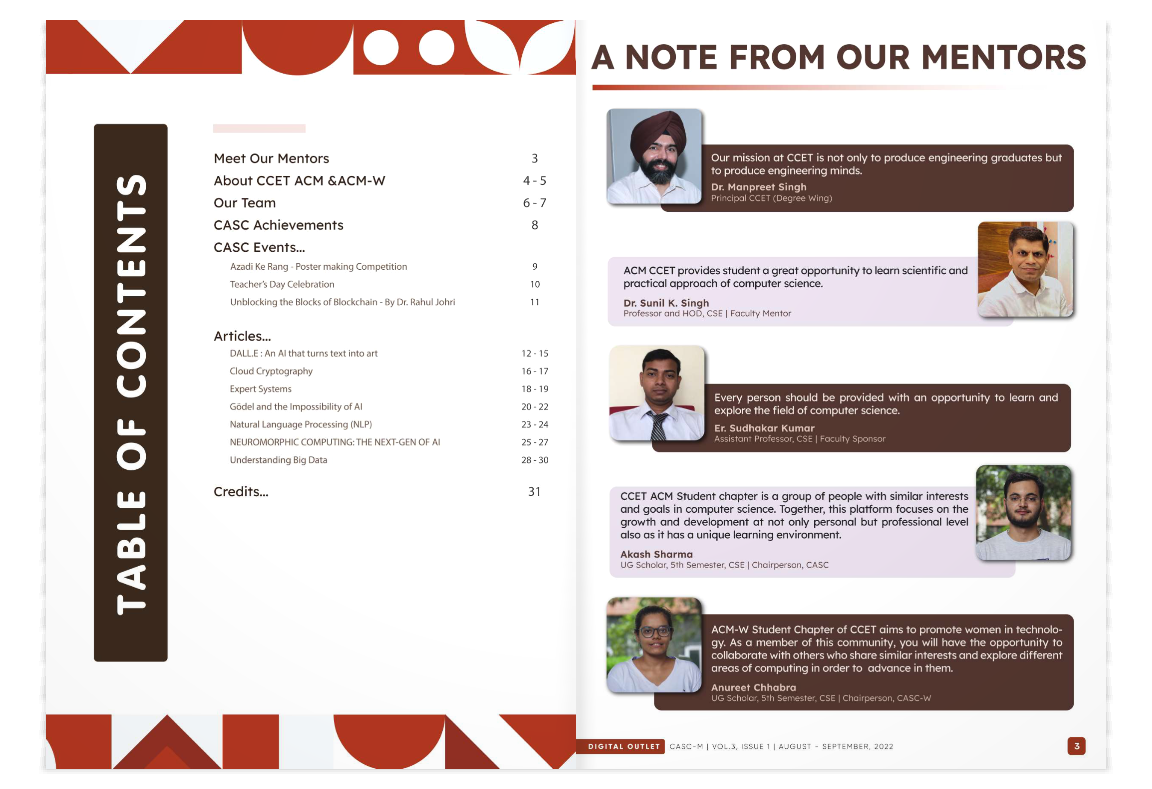 TABLE OF CONTENTS
Meet Our Mentors 3
About CCET ACM &ACM-W 4 - 5
Our Team 6 - 7
CASC Achievements 8
CASC Events...
Azadi Ke Rang - Poster making Competition 9
Teacher's Day Celebration 10
Unblocking the Blocks of Blockchain - By Dr. Rahul Johri 11
Articles...
DALL.E : An AI that turns text into art 12 - 15
Cloud Cryptography 16 - 17
Expert Systems 18 - 19
Gödel and the Impossibility of AI 20 - 22
Natural Language Processing (NLP) 23 - 24
NEUROMORPHIC COMPUTING: THE NEXT-GEN OF AI 25 - 27
Understanding Big Data 28 - 30
Credits... 31
A NOTE FROM OUR MENTORS
Our mission at CCET is not only to produce engineering graduates but
to produce engineering minds.
Dr. Manpreet Singh
Principal CCET (Degree Wing)
ACM CCET provides student a great opportunity to learn scientific and
practical approach of computer science.
Dr. Sunil K. Singh
Professor and HOD, CSE | Faculty Mentor
Every person should be provided with an opportunity to learn and
explore the field of computer science.
Er. Sudhakar Kumar
Assistant Professor, CSE | Faculty Sponsor
CCET ACM Student chapter is a group of people with similar interests
and goals in computer science. Together, this platform focuses on the
growth and development at not only personal but professional level
also as it has a unique learning environment.
Akash Sharma
UG Scholar, 5th Semester, CSE | Chairperson, CASC
ACM-W Student Chapter of CCET aims to promote women in technolo-
gy. As a member of this community, you will have the opportunity to
collaborate with others who share similar interests and explore different
areas of computing in order to advance in them.
Anureet Chhabra
UG Scholar, 5th Semester, CSE | Chairperson, CASC-W
DIGITAL OUTLET CASC-M | VOL.3, ISSUE 1 | AUGUST - SEPTEMBER, 2022 3